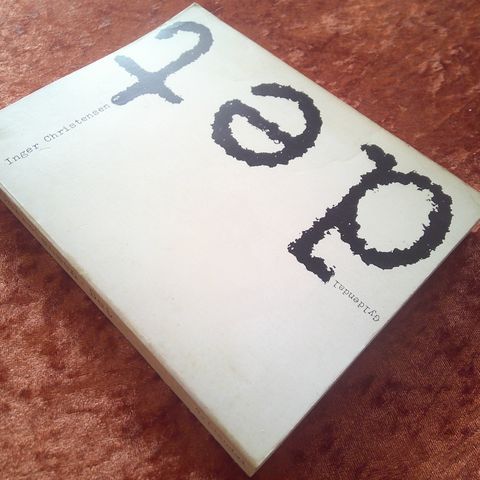 Inger Christensen
det
Gyldendal